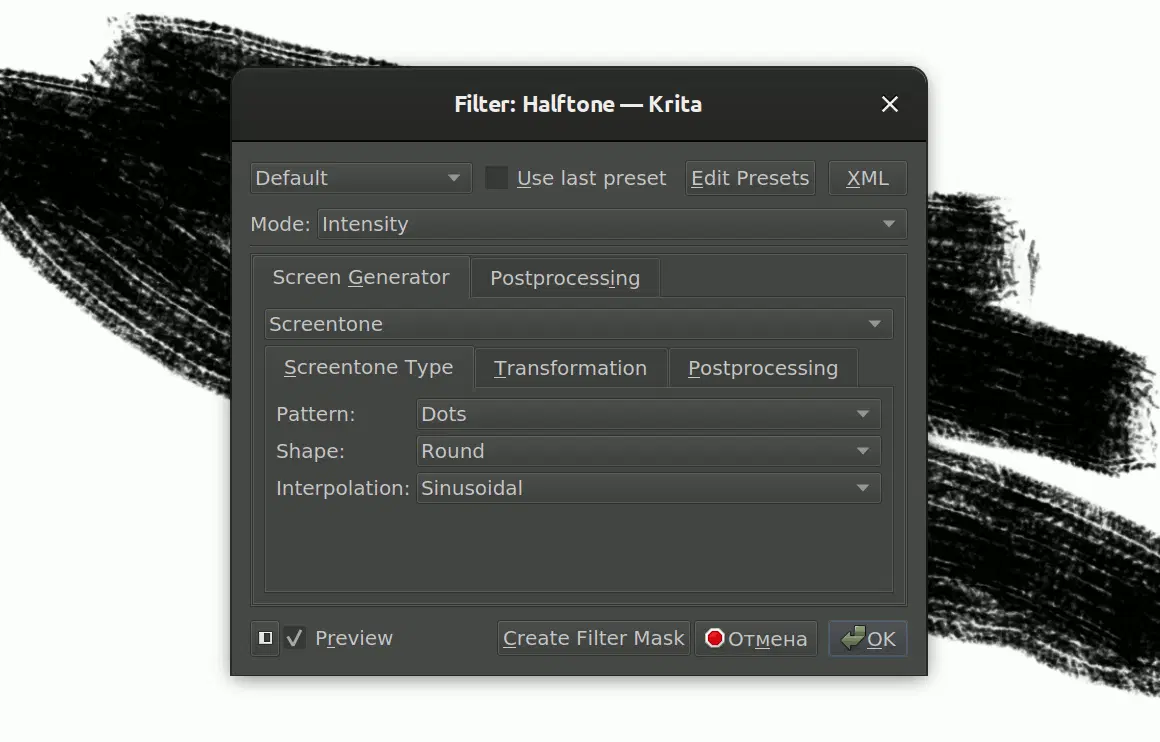 Filter: Halftone — Krita
Default Use last preset Edit Presets XML
Mode: Intensity
Screen Generator Postprocessing
Screentone
Screentone Type Transformation Postprocessing
Pattern: Dots
Shape: Round
Interpolation: Sinusoidal
Preview Create Filter Mask Отмена OK